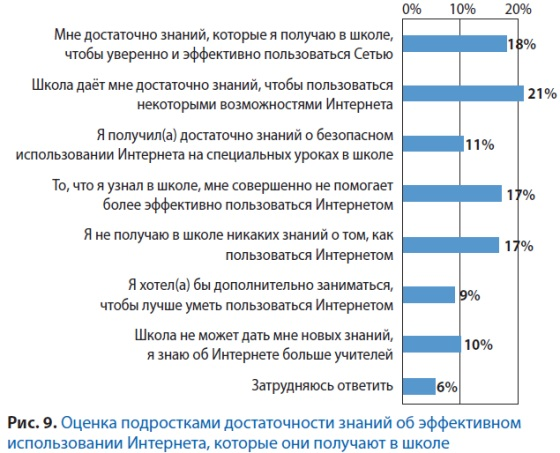 0% 10% 20%
Мне достаточно знаний, которые я получаю в школе,
чтобы уверенно и эффективно пользоваться Сетью
18%
Школа даёт мне достаточно знаний, чтобы пользоваться
некоторыми возможностями Интернета
21%
Я получил(а) достаточно знаний о безопасном
использовании Интернета на специальных уроках в школе
11%
То, что я узнал в школе, мне совершенно не помогает
более эффективно пользоваться Интернетом
17%
Я не получаю в школе никаких знаний о том, как
пользоваться Интернетом
17%
Я хотел(а) бы дополнительно заниматься,
чтобы лучше уметь пользоваться Интернетом
9%
Школа не может дать мне новых знаний,
я знаю об Интернете больше учителей
10%
Затрудняюсь ответить
6%
Рис. 9. Оценка подростками достаточности знаний об эффективном
использовании Интернета, которые они получают в школе